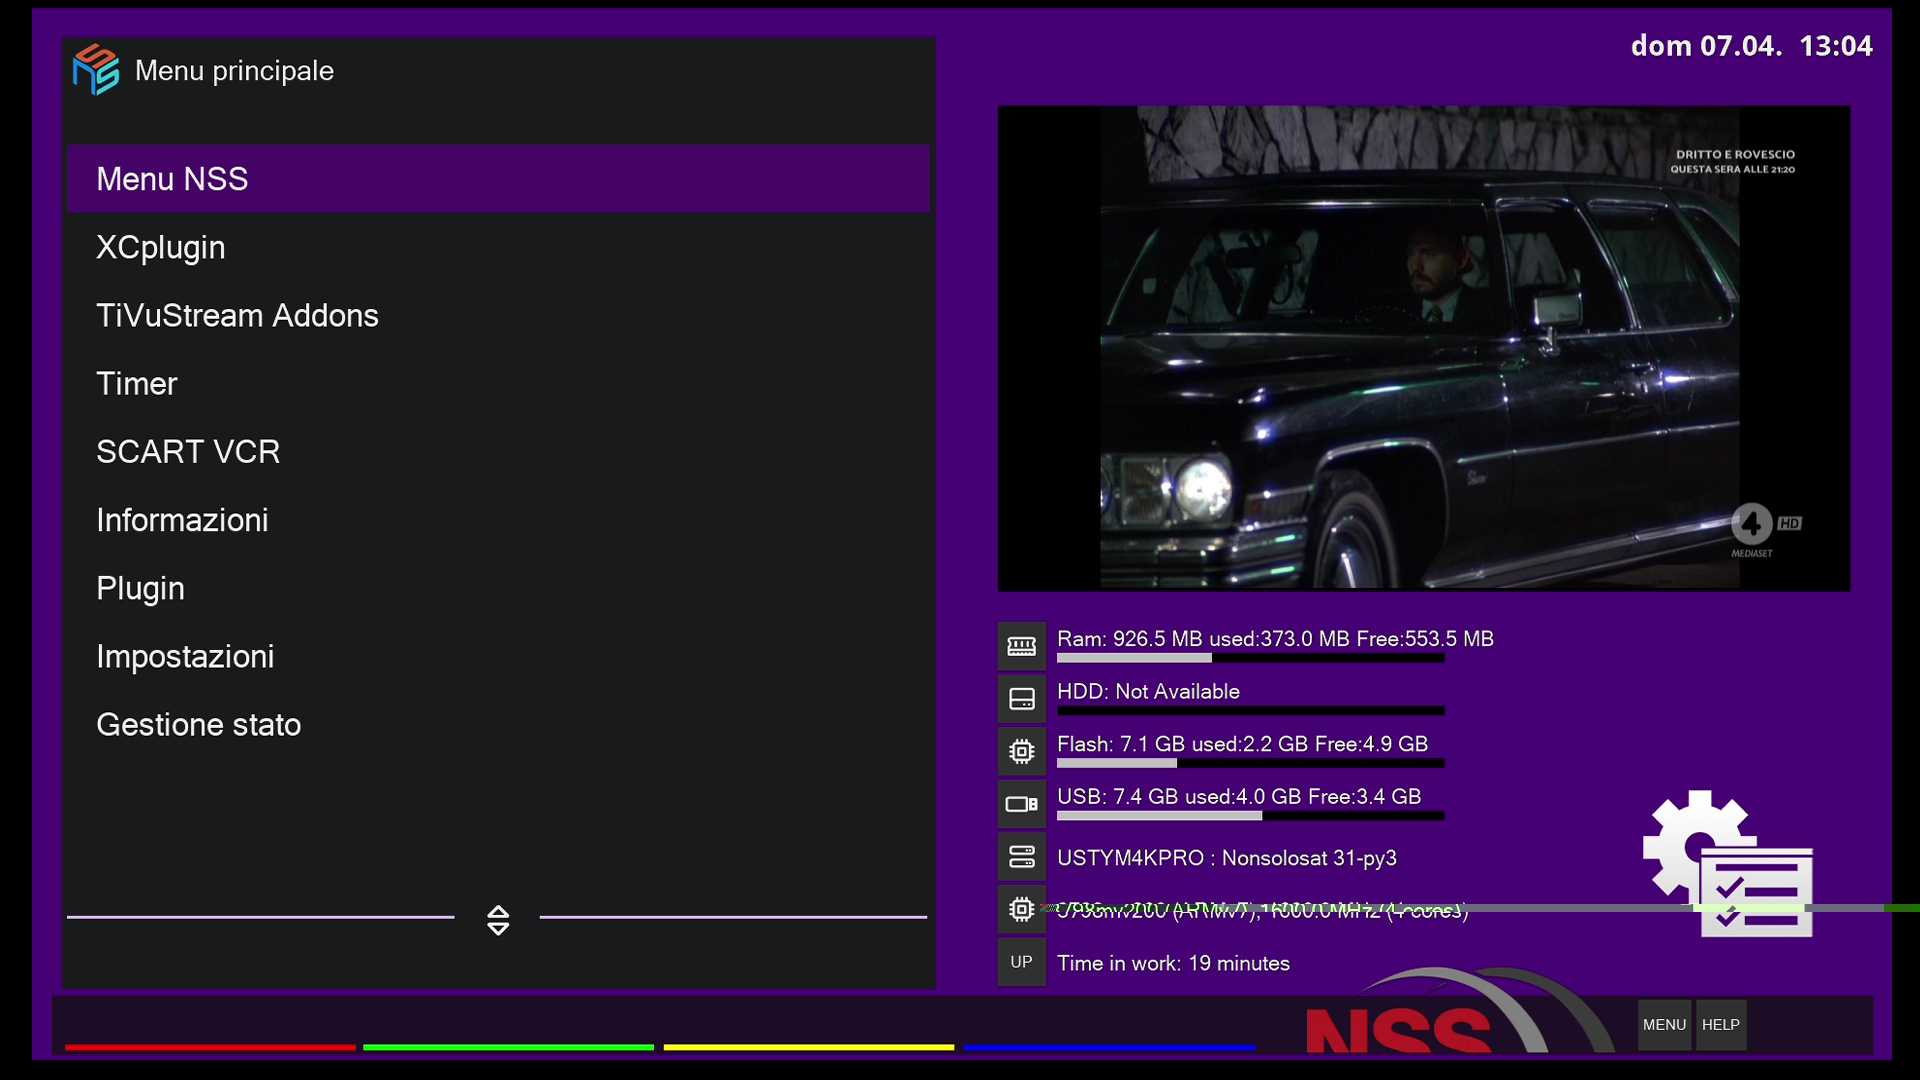 Menu principale
dom 07.04. 13:04
Menu NSS
XCplugin
TiVuStream Addons
Timer
SCART VCR
Informazioni
Plugin
Impostazioni
Gestione stato
DRITTO E ROVESCIO
QUESTA SERA ALLE 21:20
4 HD
MEDIASET
Ram: 926.5 MB used:373.0 MB Free:553.5 MB
HDD: Not Available
Flash: 7.1 GB used:2.2 GB Free:4.9 GB
USB: 7.4 GB used:4.0 GB Free:3.4 GB
USTYM4KPRO : Nonsolosat 31-py3
(4 cores)
UP Time in work: 19 minutes
NSS
MENU HELP